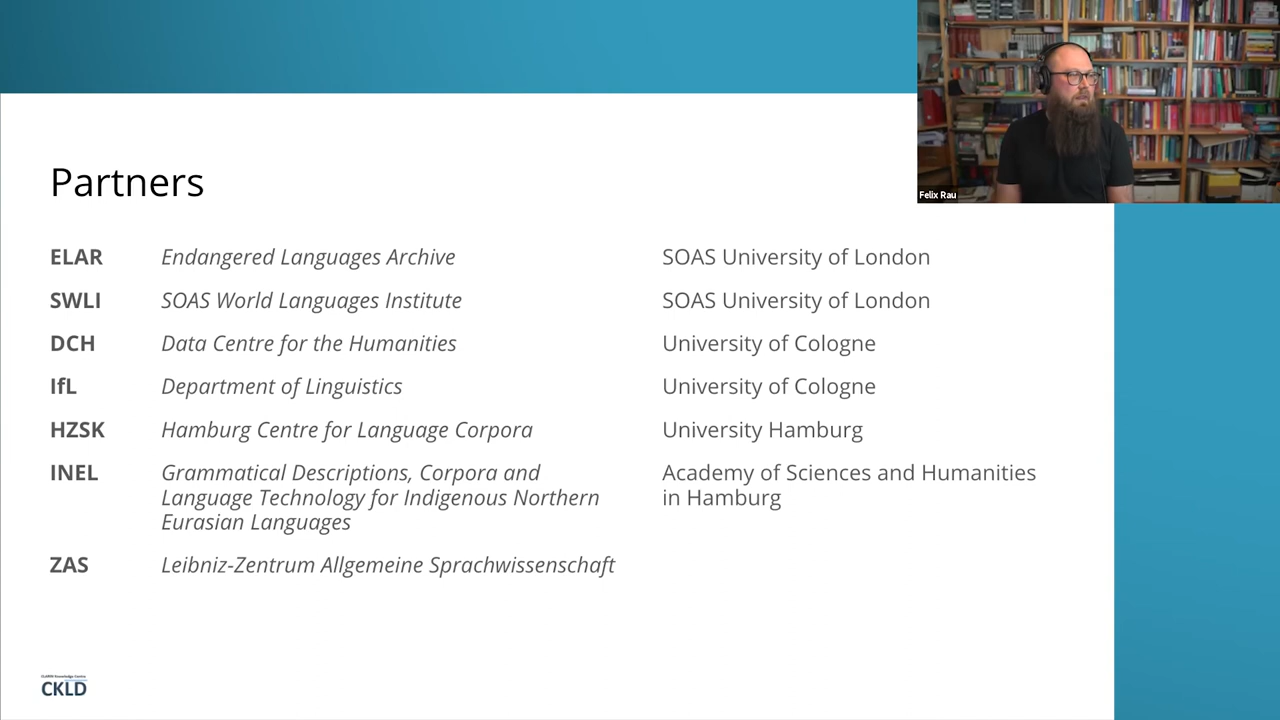 Felix Rau
Partners
ELAR Endangered Languages Archive SOAS University of London
SWLI SOAS World Languages Institute SOAS University of London
DCH Data Centre for the Humanities University of Cologne
IfL Department of Linguistics University of Cologne
HZSK Hamburg Centre for Language Corpora University Hamburg
INEL Grammatical Descriptions, Corpora and Academy of Sciences and Humanities
Language Technology for Indigenous Northern in Hamburg
Eurasian Languages
ZAS Leibniz-Zentrum Allgemeine Sprachwissenschaft
CLARIN Knowledge Centre
CKLD